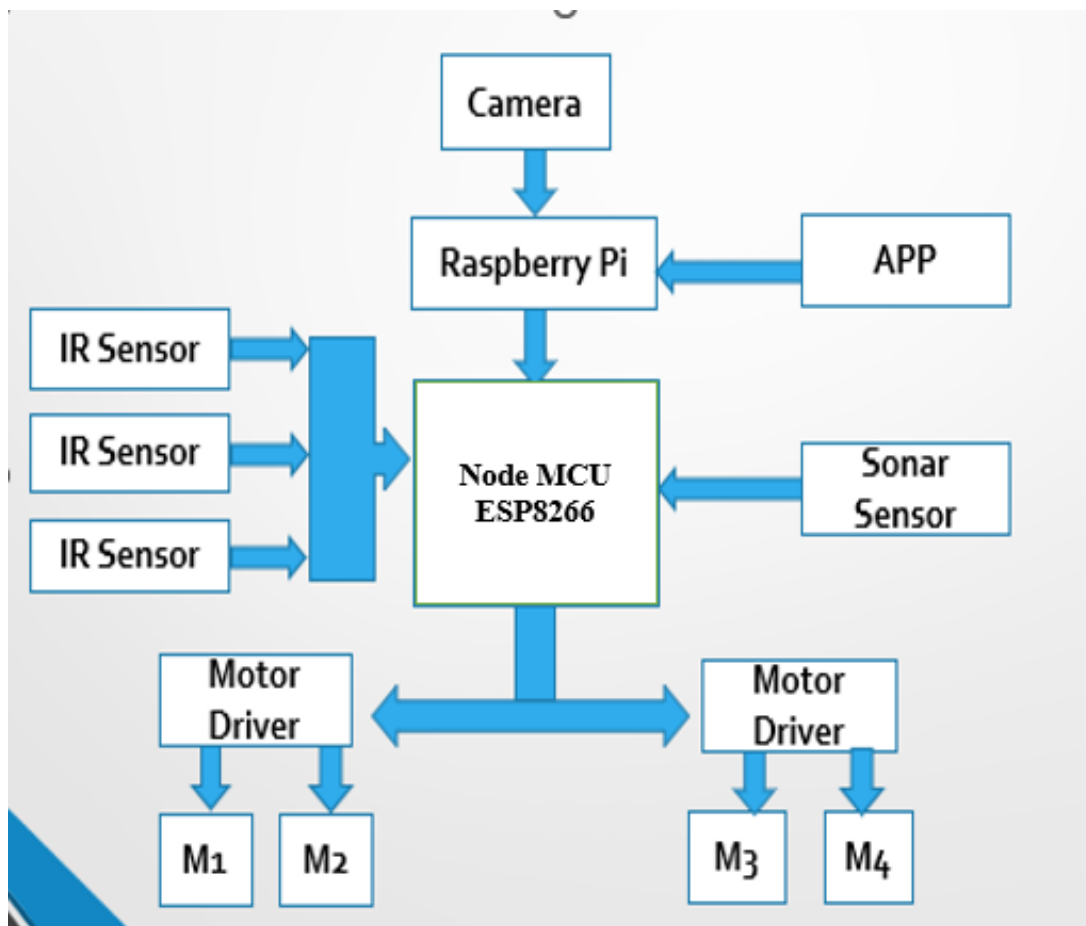 Camera
Raspberry Pi
APP
IR Sensor
IR Sensor
IR Sensor
Node MCU
ESP8266
Sonar
Sensor
Motor
Driver
Motor
Driver
M1
M2
M3
M4